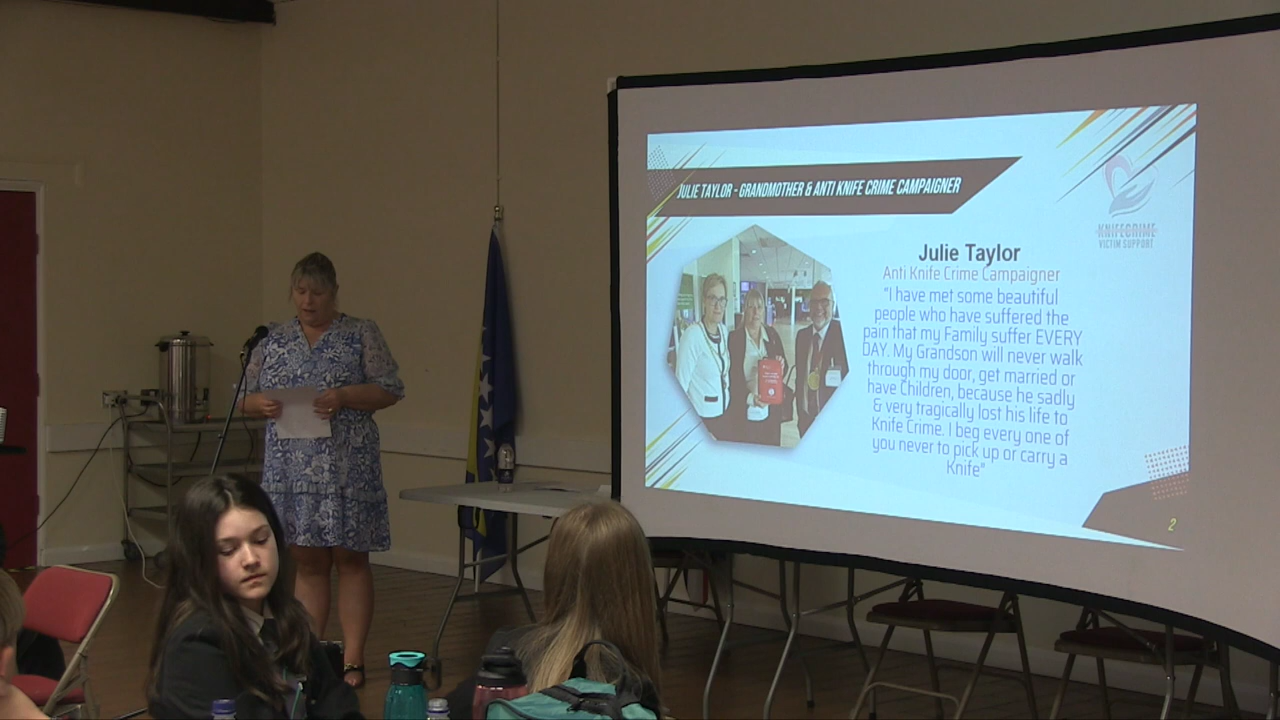 JULIE TAYLOR - GRANDMOTHER & ANTI KNIFE CRIME CAMPAIGNER
KNIFECRIME
VICTIM SUPPORT
Julie Taylor
Anti Knife Crime Campaigner
"I have met some beautiful
people who have suffered the
pain that my Family suffer EVERY
DAY. My Grandson will never walk
through my door, get married or
have Children, because he sadly
& very tragically lost his life to
Knife Crime. I beg every one of
you never to pick up or carry a
Knife"
2